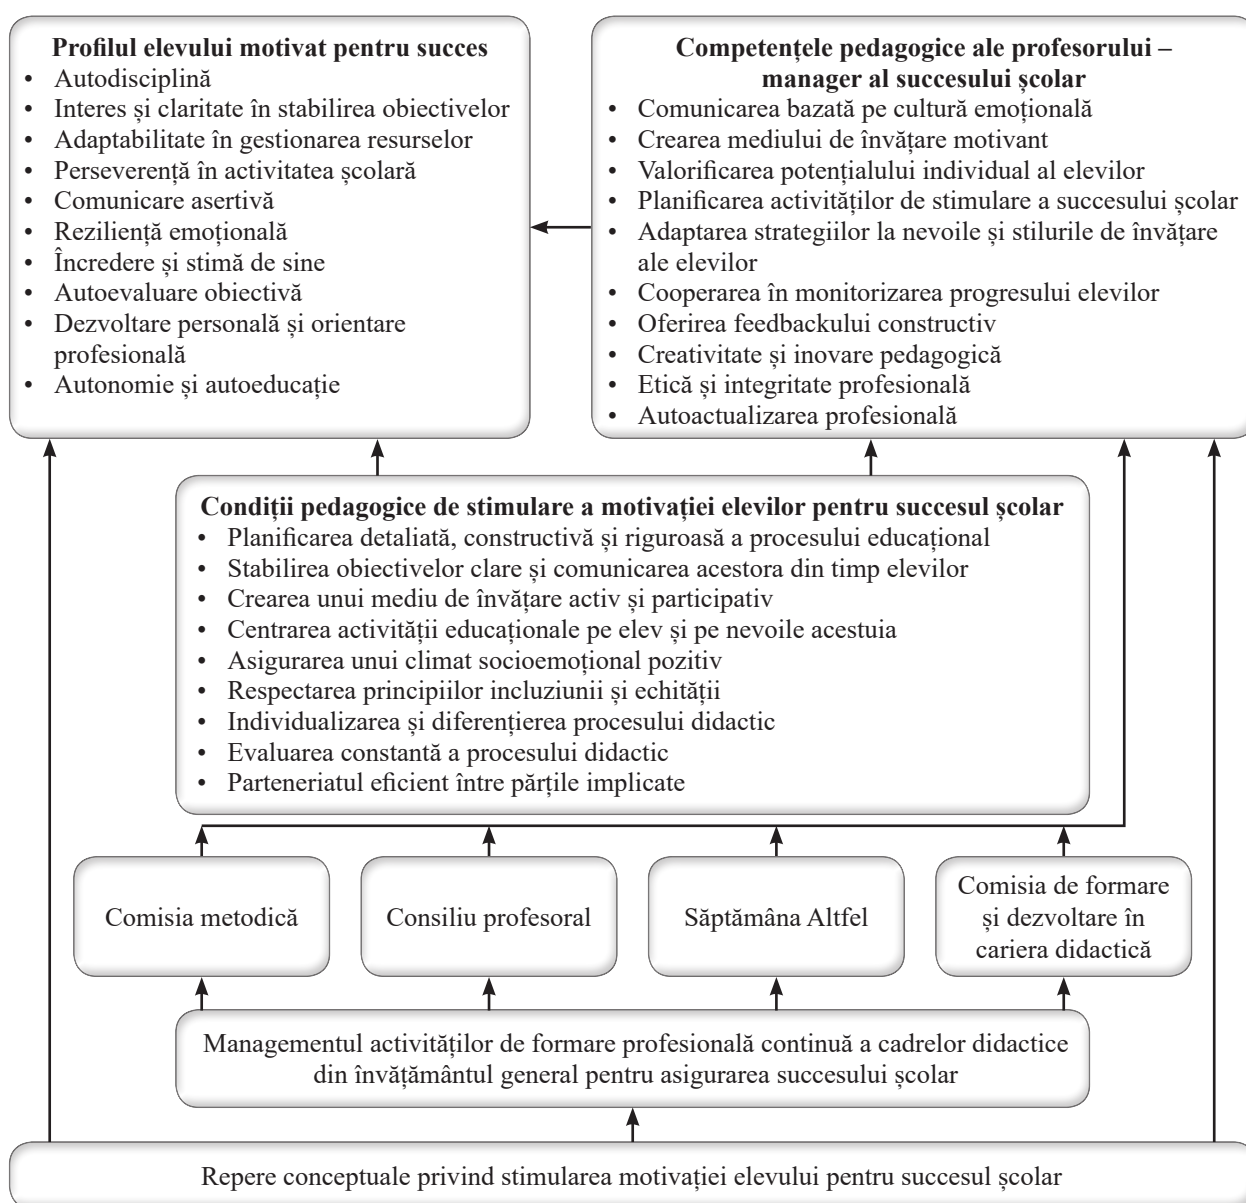 Profilul elevului motivat pentru succes
• Autodisciplină
• Interes și claritate în stabilirea obiectivelor
• Adaptabilitate în gestionarea resurselor
• Perseverență în activitatea școlară
• Comunicare asertivă
• Reziliență emoțională
• Încredere și stimă de sine
• Autoevaluare obiectivă
• Dezvoltare personală și orientare
profesională
• Autonomie și autoeducație
Competențele pedagogice ale profesorului –
manager al succesului școlar
• Comunicarea bazată pe cultură emoțională
• Crearea mediului de învățare motivant
• Valorificarea potențialului individual al elevilor
• Planificarea activităților de stimulare a succesului școlar
• Adaptarea strategiilor la nevoile și stilurile de învățare
ale elevilor
• Cooperarea în monitorizarea progresului elevilor
• Oferirea feedbackului constructiv
• Creativitate și inovare pedagogică
• Etică și integritate profesională
• Autoactualizarea profesională
Condiții pedagogice de stimulare a motivației elevilor pentru succesul școlar
• Planificarea detaliată, constructivă și riguroasă a procesului educațional
• Stabilirea obiectivelor clare și comunicarea acestora din timp elevilor
• Crearea unui mediu de învățare activ și participativ
• Centrarea activității educaționale pe elev și pe nevoile acestuia
• Asigurarea unui climat socioemoțional pozitiv
• Respectarea principiilor incluziunii și echității
• Individualizarea și diferențierea procesului didactic
• Evaluarea constantă a procesului didactic
• Parteneriatul eficient între părțile implicate
Comisia metodică
Consiliu profesoral
Săptămâna Altfel
Comisia de formare
și dezvoltare în
cariera didactică
Managementul activităților de formare profesională continuă a cadrelor didactice
din învățământul general pentru asigurarea succesului școlar
Repere conceptuale privind stimularea motivației elevului pentru succesul școlar